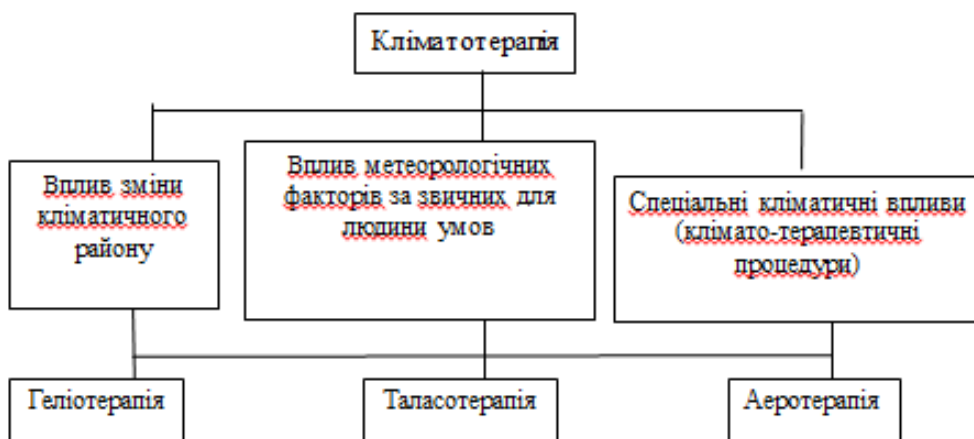 Кліматотерапія
Вплив зміни
кліматичного
району
Вплив метеорологічних
факторів за звичних для
людини умов
Спеціальні кліматичні впливи
(клімато-терапевтичні
процедури)
Геліотерапія
Таласотерапія
Аеротерапія